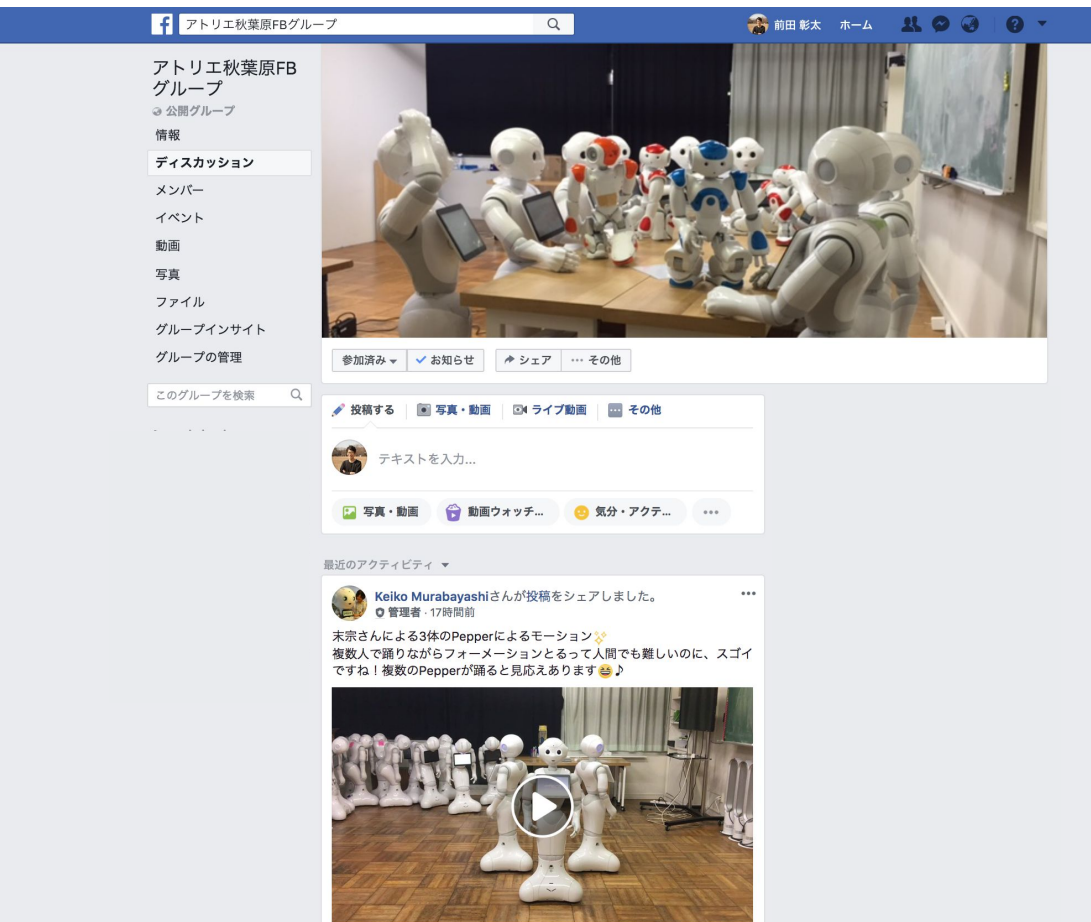 アトリエ秋葉原FBグループ
前田 彰太
ホーム
アトリエ秋葉原FB
グループ
公開グループ
情報
ディスカッション
メンバー
イベント
動画
写真
ファイル
グループインサイト
グループの管理
このグループを検索
参加済み
お知らせ
シェア
その他
投稿する
写真・動画
ライブ動画
その他
テキストを入力...
写真・動画
動画ウォッチ...
気分・アクテ...
最近のアクティビティ
Keiko Murabayashiさんが投稿をシェアしました。
管理者 · 17時間前
末宗さんによる3体のPepperによるモーション✨
複数人で踊りながらフォーメーションとるって人間でも難しいのに、スゴイ
ですね！複数のPepperが踊ると見応えあります😆♪